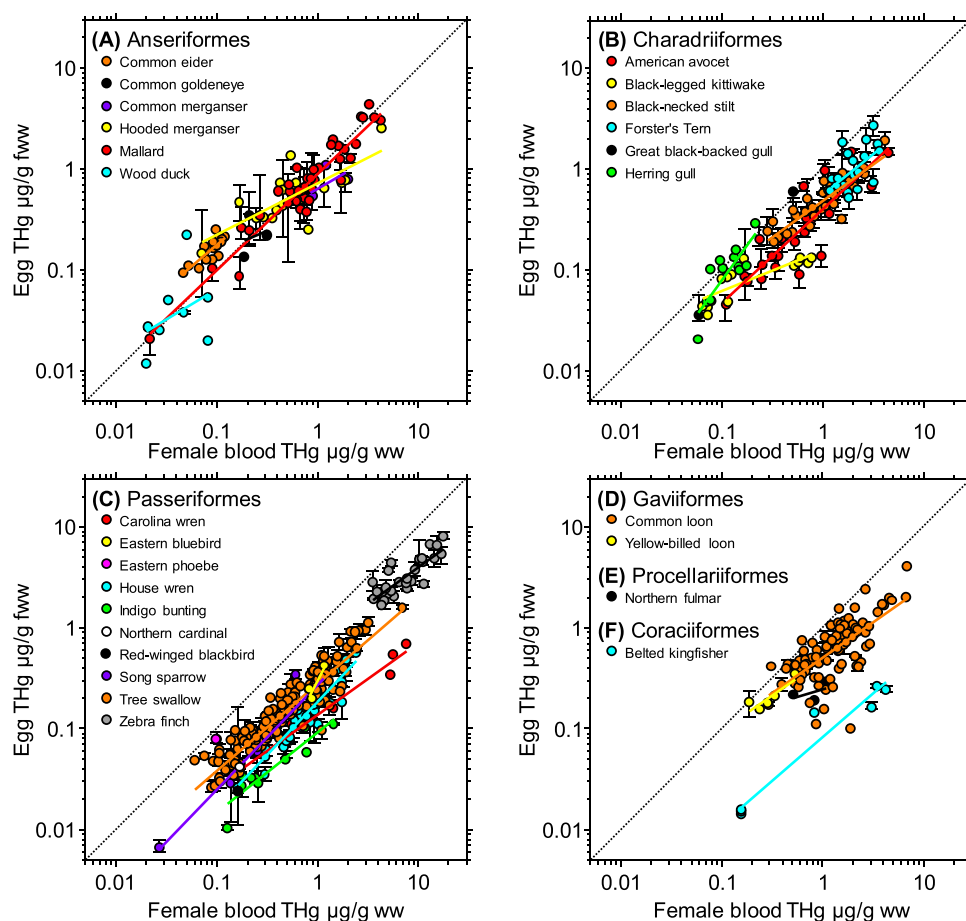 (A) Anseriformes
Common eider
Common goldeneye
Common merganser
Hooded merganser
Mallard
Wood duck
10
1
0.1
0.01
Egg THg µg/g fww
0.01 0.1 1 10
Female blood THg µg/g ww
(B) Charadriiformes
American avocet
Black-legged kittiwake
Black-necked stilt
Forster's Tern
Great black-backed gull
Herring gull
10
1
0.1
0.01
Egg THg µg/g fww
0.01 0.1 1 10
Female blood THg µg/g ww
(C) Passeriformes
Carolina wren
Eastern bluebird
Eastern phoebe
House wren
Indigo bunting
Northern cardinal
Red-winged blackbird
Song sparrow
Tree swallow
Zebra finch
10
1
0.1
0.01
Egg THg µg/g fww
0.01 0.1 1 10
Female blood THg µg/g ww
(D) Gaviiformes
Common loon
Yellow-billed loon
(E) Procellariiformes
Northern fulmar
(F) Coraciiformes
Belted kingfisher
10
1
0.1
0.01
Egg THg µg/g fww
0.01 0.1 1 10
Female blood THg µg/g ww